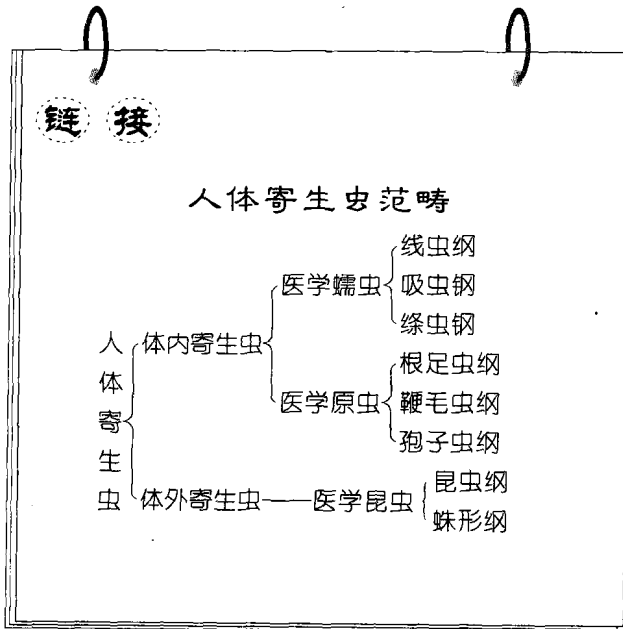 链 接
人体寄生虫范畴
线虫纲
医学蠕虫 吸虫钢
绦虫钢
人体寄生虫 体内寄生虫
根足虫纲
医学原虫 鞭毛虫纲
孢子虫纲
体外寄生虫——医学昆虫 昆虫纲
蛛形纲